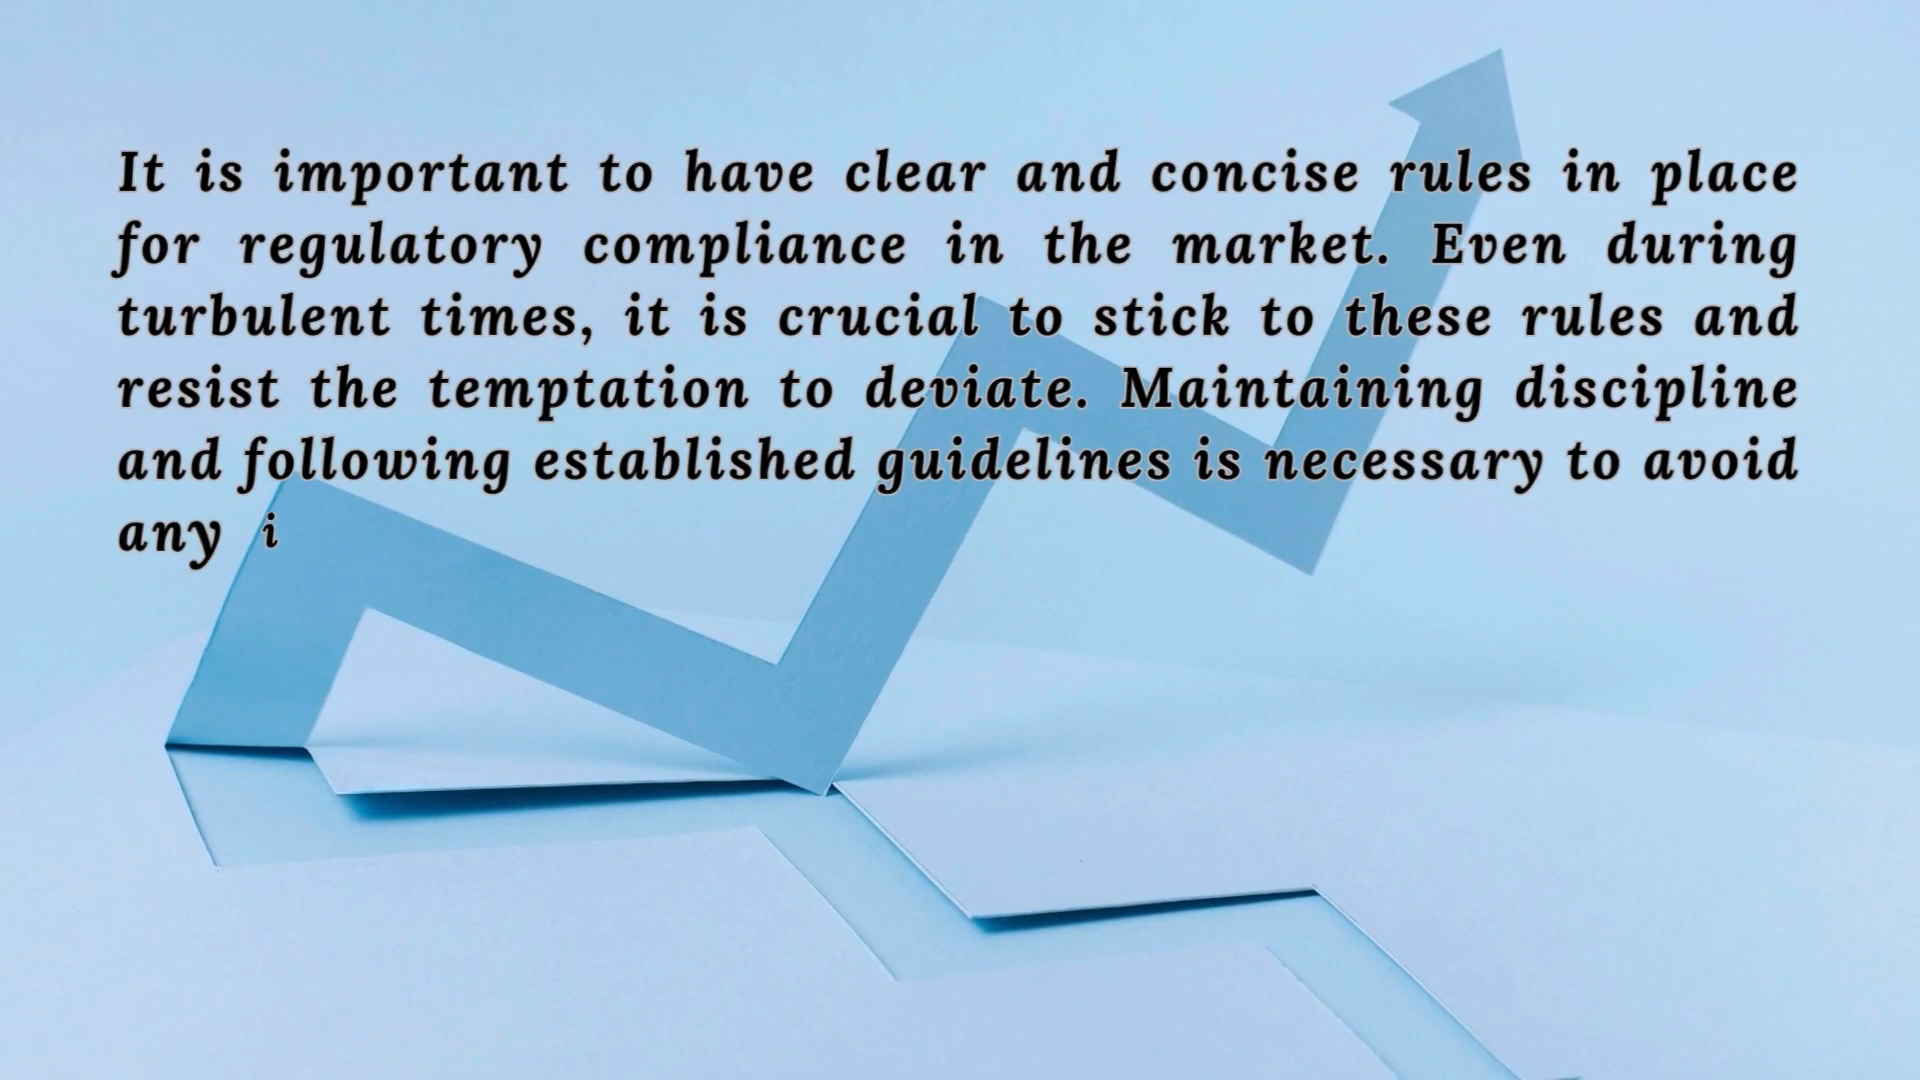 It is important to have clear and concise rules in place
for regulatory compliance in the market. Even during
turbulent times, it is crucial to stick to these rules and
resist the temptation to deviate. Maintaining discipline
and following established guidelines is necessary to avoid
any i